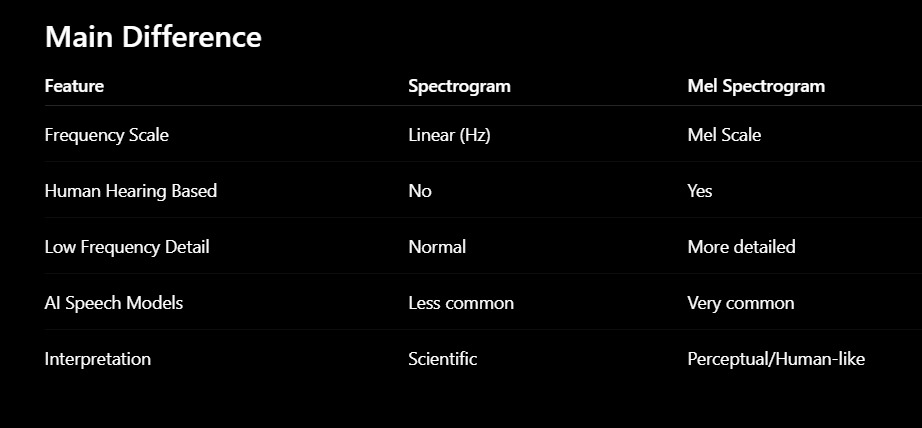 Main Difference
Feature Spectrogram Mel Spectrogram
Frequency Scale Linear (Hz) Mel Scale
Human Hearing Based No Yes
Low Frequency Detail Normal More detailed
AI Speech Models Less common Very common
Interpretation Scientific Perceptual/Human-like